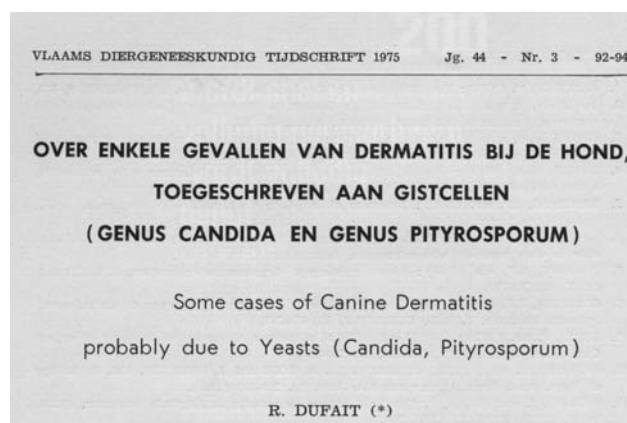 VLAAMS DIERGENEESKUNDIG TIJDSCHRIFT 1975 Jg. 44 - Nr. 3 - 92-94
OVER ENKELE GEVALLEN VAN DERMATITIS BIJ DE HOND,
TOEGESCHREVEN AAN GISTCELLEN
(GENUS CANDIDA EN GENUS PITYROSPORUM)
Some cases of Canine Dermatitis
probably due to Yeasts (Candida, Pityrosporum)
R. DUFAIT (*)